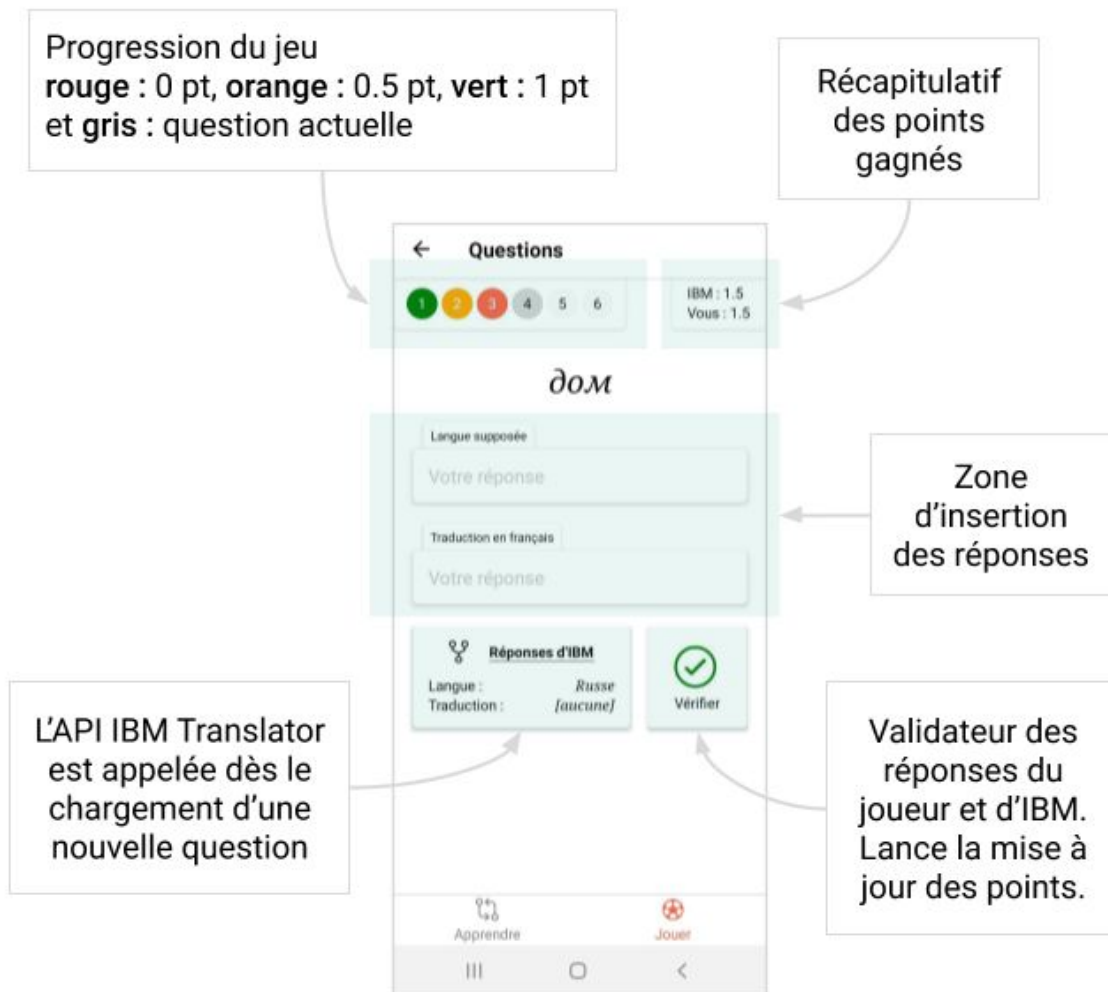 Progression du jeu
rouge : 0 pt, orange : 0.5 pt, vert : 1 pt
et gris : question actuelle
Récapitulatif
des points
gagnés
← Questions
1 2 3 4 5 6
IBM : 1.5
Vous : 1.5
дом
Langue supposée
Votre réponse
Traduction en français
Votre réponse
Zone
d'insertion
des réponses
Réponses d'IBM
Langue : Russe
Traduction : [aucune]
Vérifier
L'API IBM Translator
est appelée dès le
chargement d'une
nouvelle question
Validateur des
réponses du
joueur et d'IBM.
Lance la mise à
jour des points.
Apprendre
Jouer